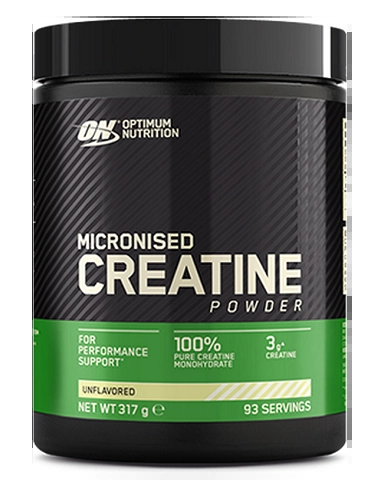 ON OPTIMUM
NUTRITION
MICRONISED
CREATINE
POWDER
FOR
PERFORMANCE
SUPPORT*
100%
PURE CREATINE
MONOHYDRATE
3g*
CREATINE
UNFLAVORED
NET WT 317 g ℮
93 SERVINGS